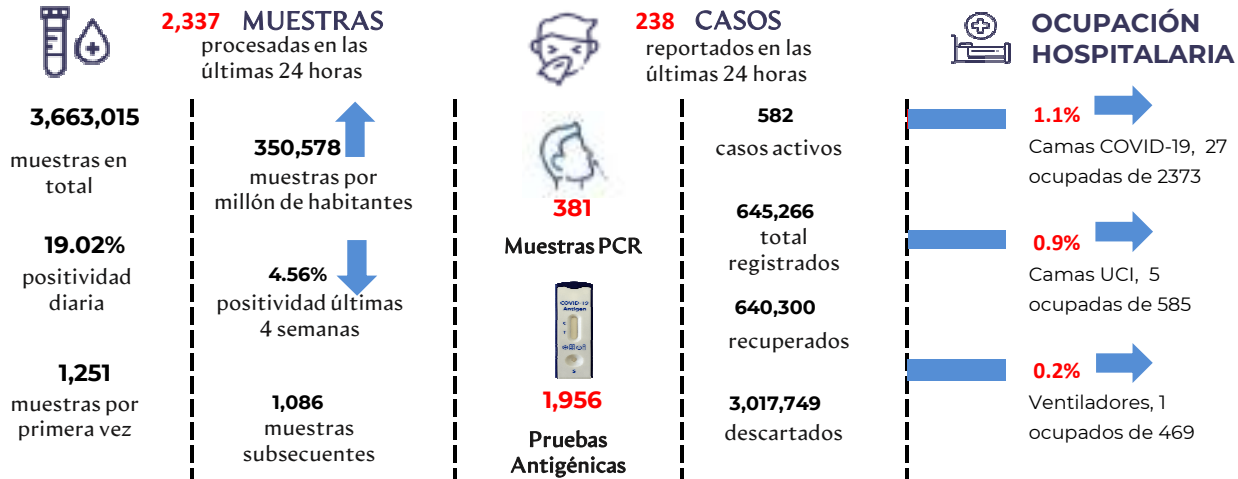 2,337 MUESTRAS
procesadas en las
últimas 24 horas
3,663,015
muestras en
total
19.02%
positividad
diaria
1,251
muestras por
primera vez
350,578
muestras por
millón de habitantes
4.56%
positividad últimas
4 semanas
1,086
muestras
subsecuentes
238 CASOS
reportados en las
últimas 24 horas
381
Muestras PCR
COVID-19
Antigen
1,956
Pruebas
Antigénicas
582
casos activos
645,266
total
registrados
640,300
recuperados
3,017,749
descartados
OCUPACIÓN
HOSPITALARIA
1.1%
Camas COVID-19, 27
ocupadas de 2373
0.9%
Camas UCI, 5
ocupadas de 585
0.2%
Ventiladores, 1
ocupados de 469